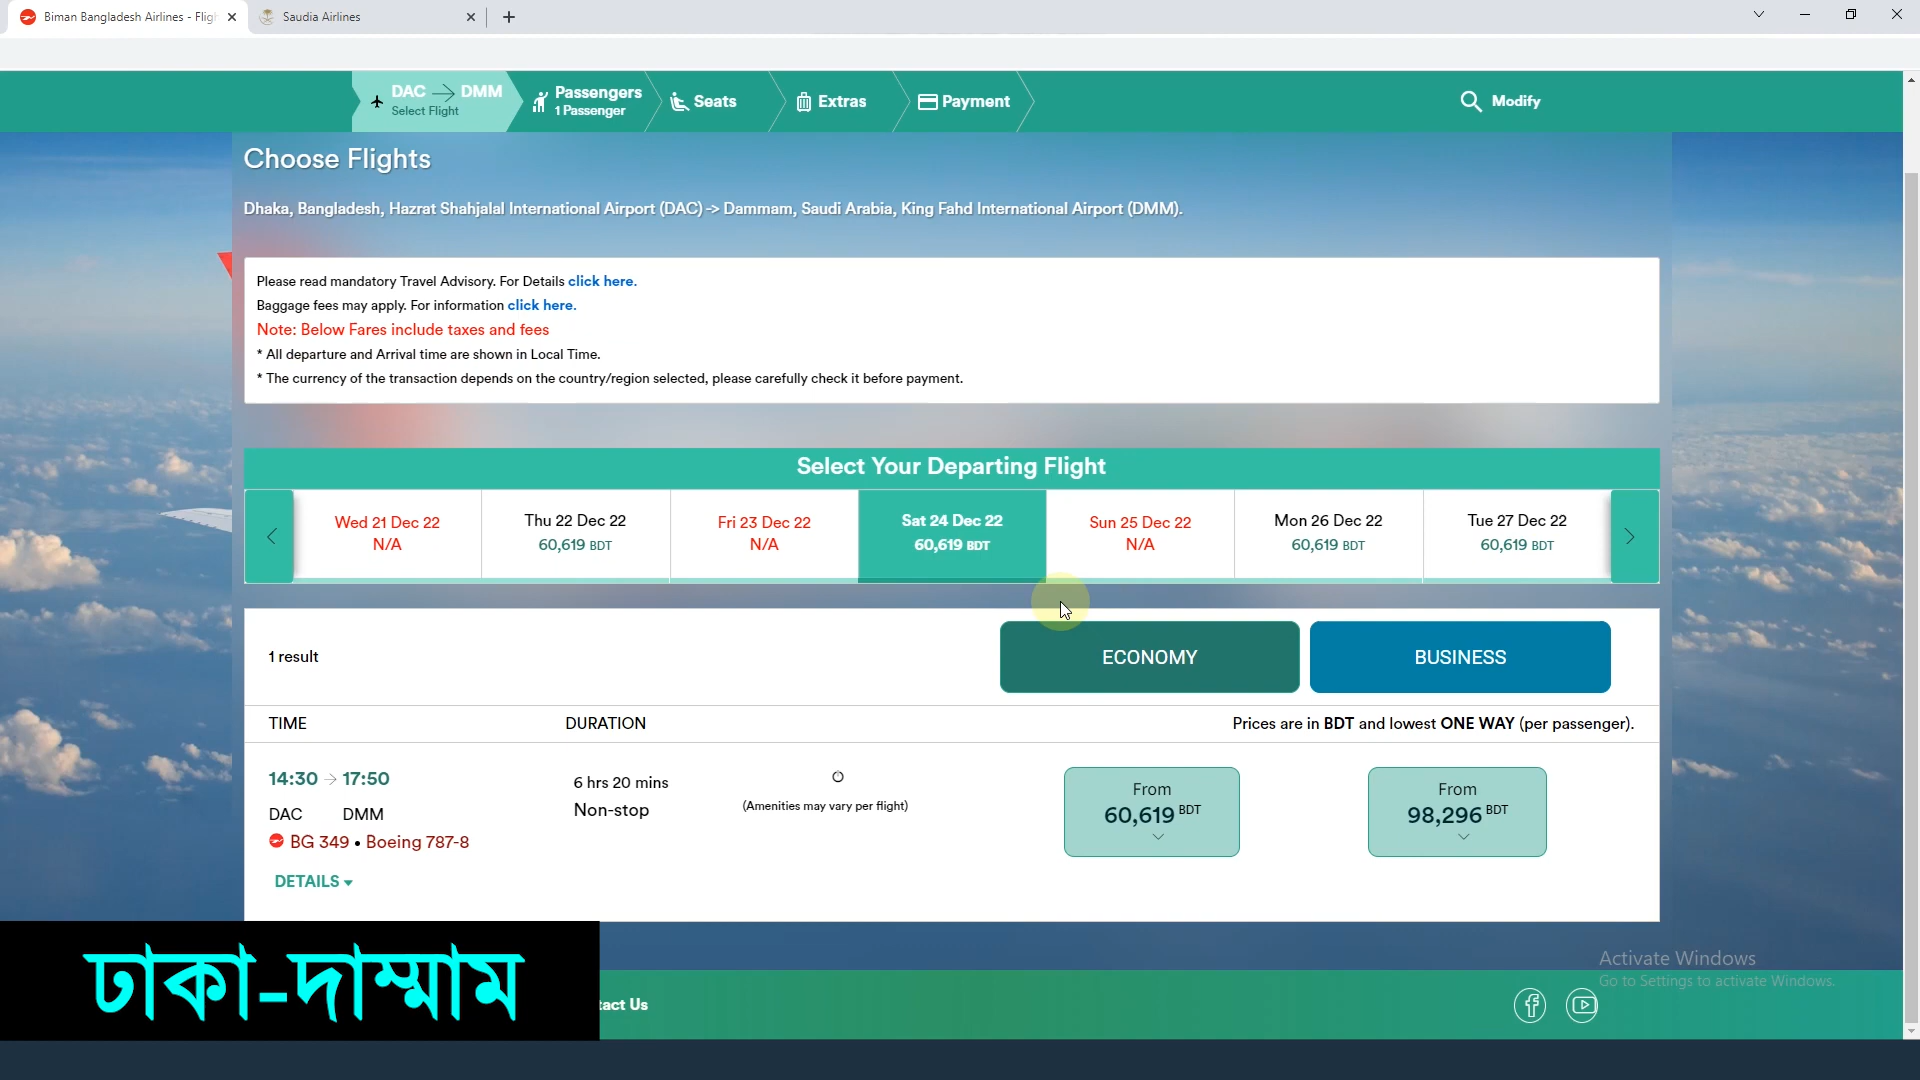 Biman Bangladesh Airlines - Fligh
Saudia Airlines
DAC → DMM
Select Flight
Passengers
1 Passenger
Seats
Extras
Payment
Modify
Choose Flights
Dhaka, Bangladesh, Hazrat Shahjalal International Airport (DAC) -> Dammam, Saudi Arabia, King Fahd International Airport (DMM).
Please read mandatory Travel Advisory. For Details click here.
Baggage fees may apply. For information click here.
Note: Below Fares include taxes and fees
* All departure and Arrival time are shown in Local Time.
* The currency of the transaction depends on the country/region selected, please carefully check it before payment.
Select Your Departing Flight
Wed 21 Dec 22
N/A
Thu 22 Dec 22
60,619 BDT
Fri 23 Dec 22
N/A
Sat 24 Dec 22
60,619 BDT
Sun 25 Dec 22
N/A
Mon 26 Dec 22
60,619 BDT
Tue 27 Dec 22
60,619 BDT
1 result
ECONOMY
BUSINESS
TIME
DURATION
Prices are in BDT and lowest ONE WAY (per passenger).
14:30 → 17:50
DAC DMM
BG 349 • Boeing 787-8
DETAILS
6 hrs 20 mins
Non-stop
(Amenities may vary per flight)
From
60,619 BDT
From
98,296 BDT
ঢাকা-দাম্মাম
tact Us
Activate Windows
Go to Settings to activate Windows.